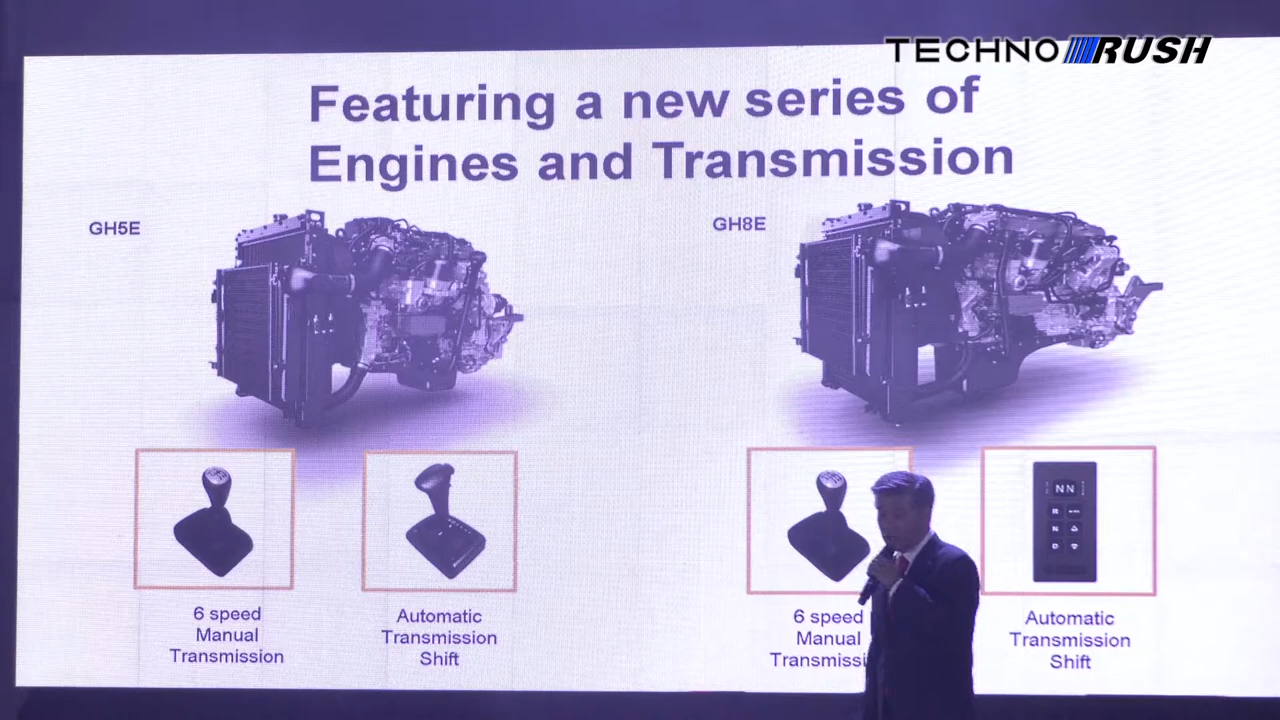 TECHNO RUSH
Featuring a new series of
Engines and Transmission
GH5E
GH8E
6 speed
Manual
Transmission
Automatic
Transmission
Shift
6 speed
Manual
Automatic
Transmission
Shift
NN
R
N
D